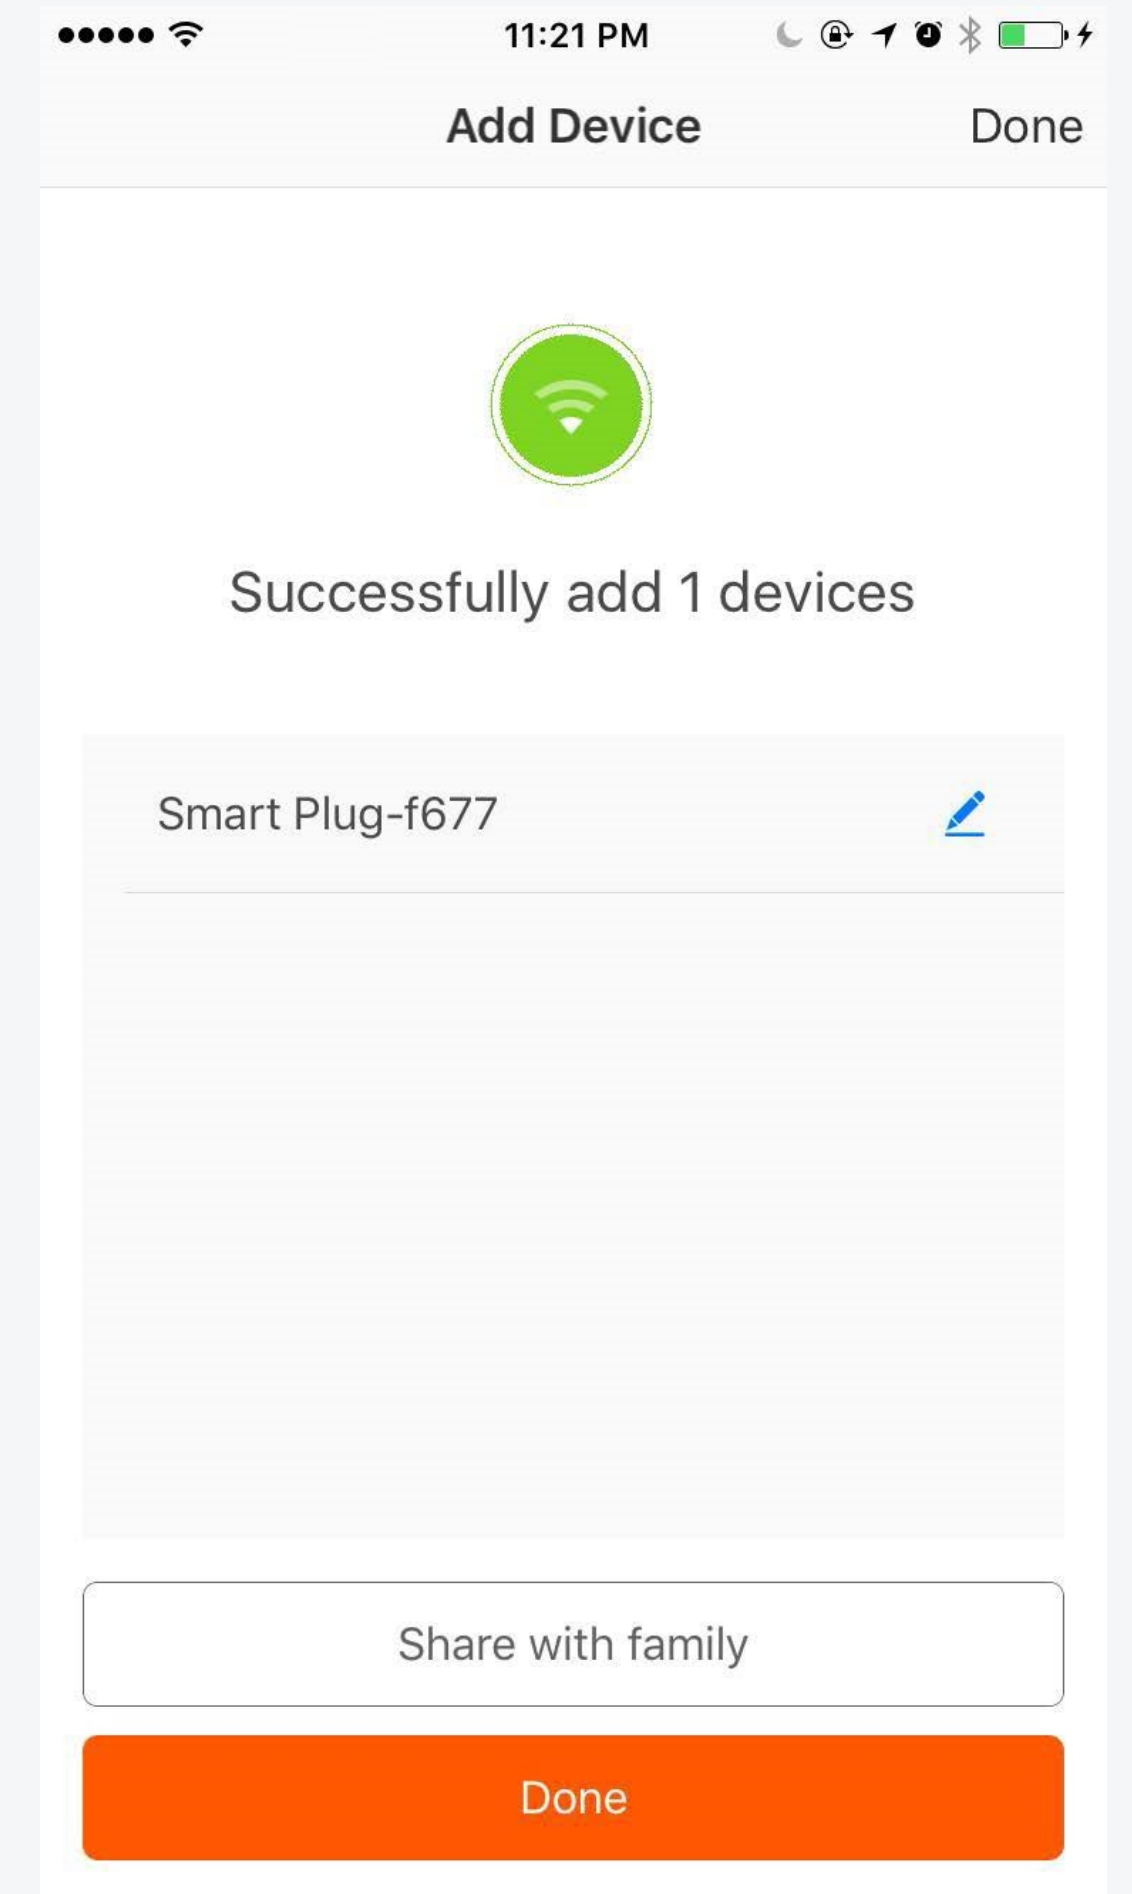 11:21 PM
Add Device
Done
Successfully add 1 devices
Smart Plug-f677
Share with family
Done